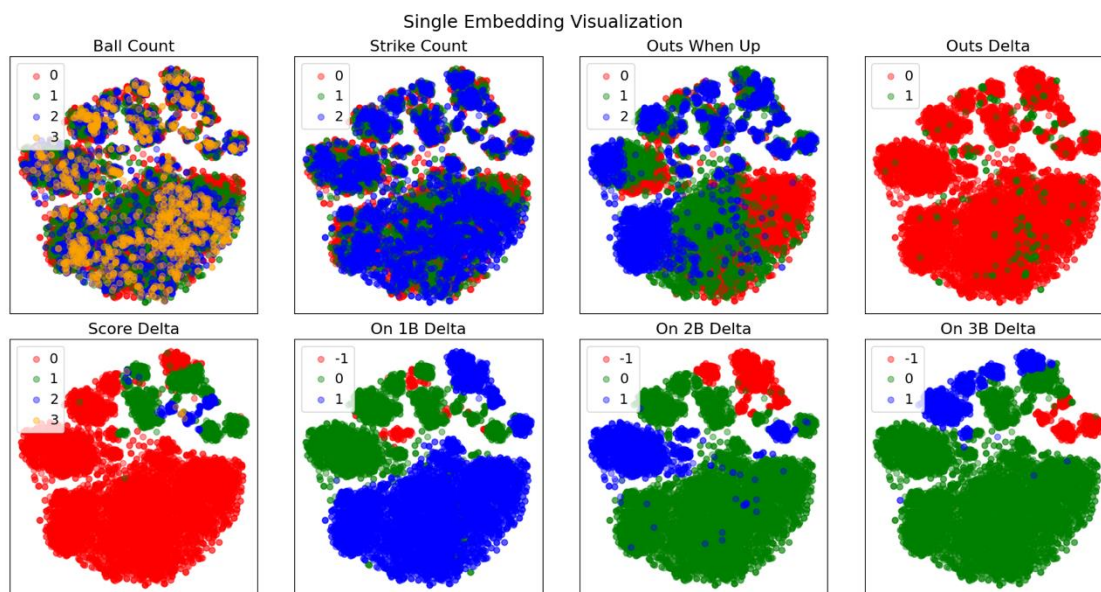 Single Embedding Visualization
Ball Count
0
1
2
3
Strike Count
0
1
2
Outs When Up
0
1
2
Outs Delta
0
1
Score Delta
0
1
2
3
On 1B Delta
-1
0
1
On 2B Delta
-1
0
1
On 3B Delta
-1
0
1